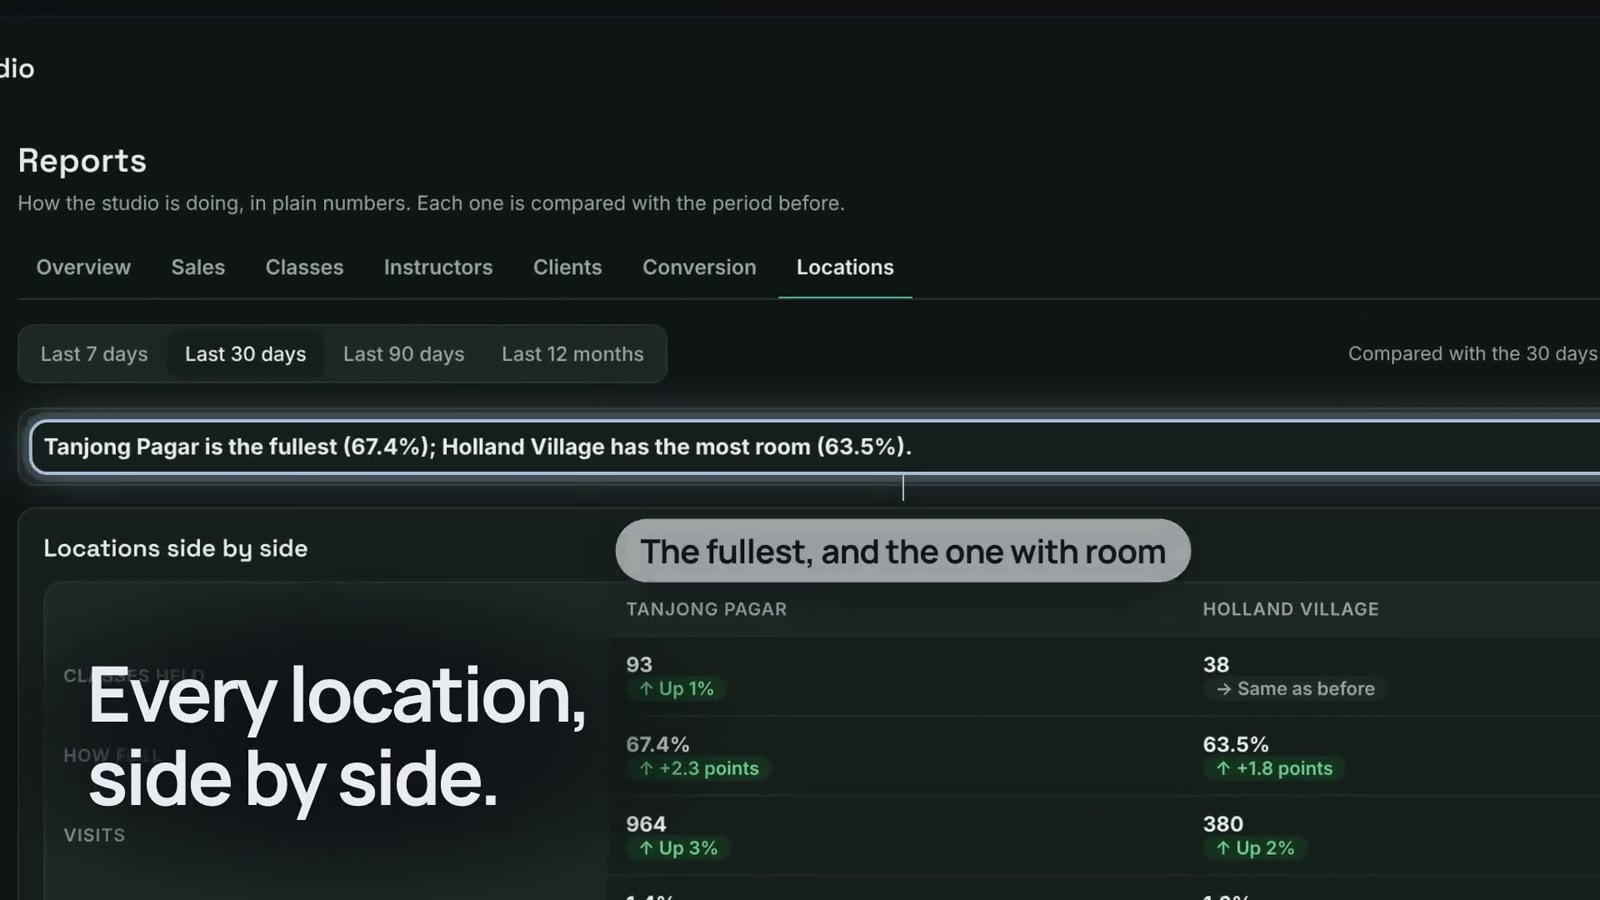 dio
Reports
How the studio is doing, in plain numbers. Each one is compared with the period before.
Overview Sales Classes Instructors Clients Conversion Locations
Last 7 days Last 30 days Last 90 days Last 12 months
Compared with the 30 days
Tanjong Pagar is the fullest (67.4%); Holland Village has the most room (63.5%).
Locations side by side
The fullest, and the one with room
TANJONG PAGAR HOLLAND VILLAGE
CLASSES HELD
93 38
↑ Up 1% → Same as before
Every location,
side by side.
HOW FULL
67.4% 63.5%
↑ +2.3 points ↑ +1.8 points
VISITS
964 380
↑ Up 3% ↑ Up 2%